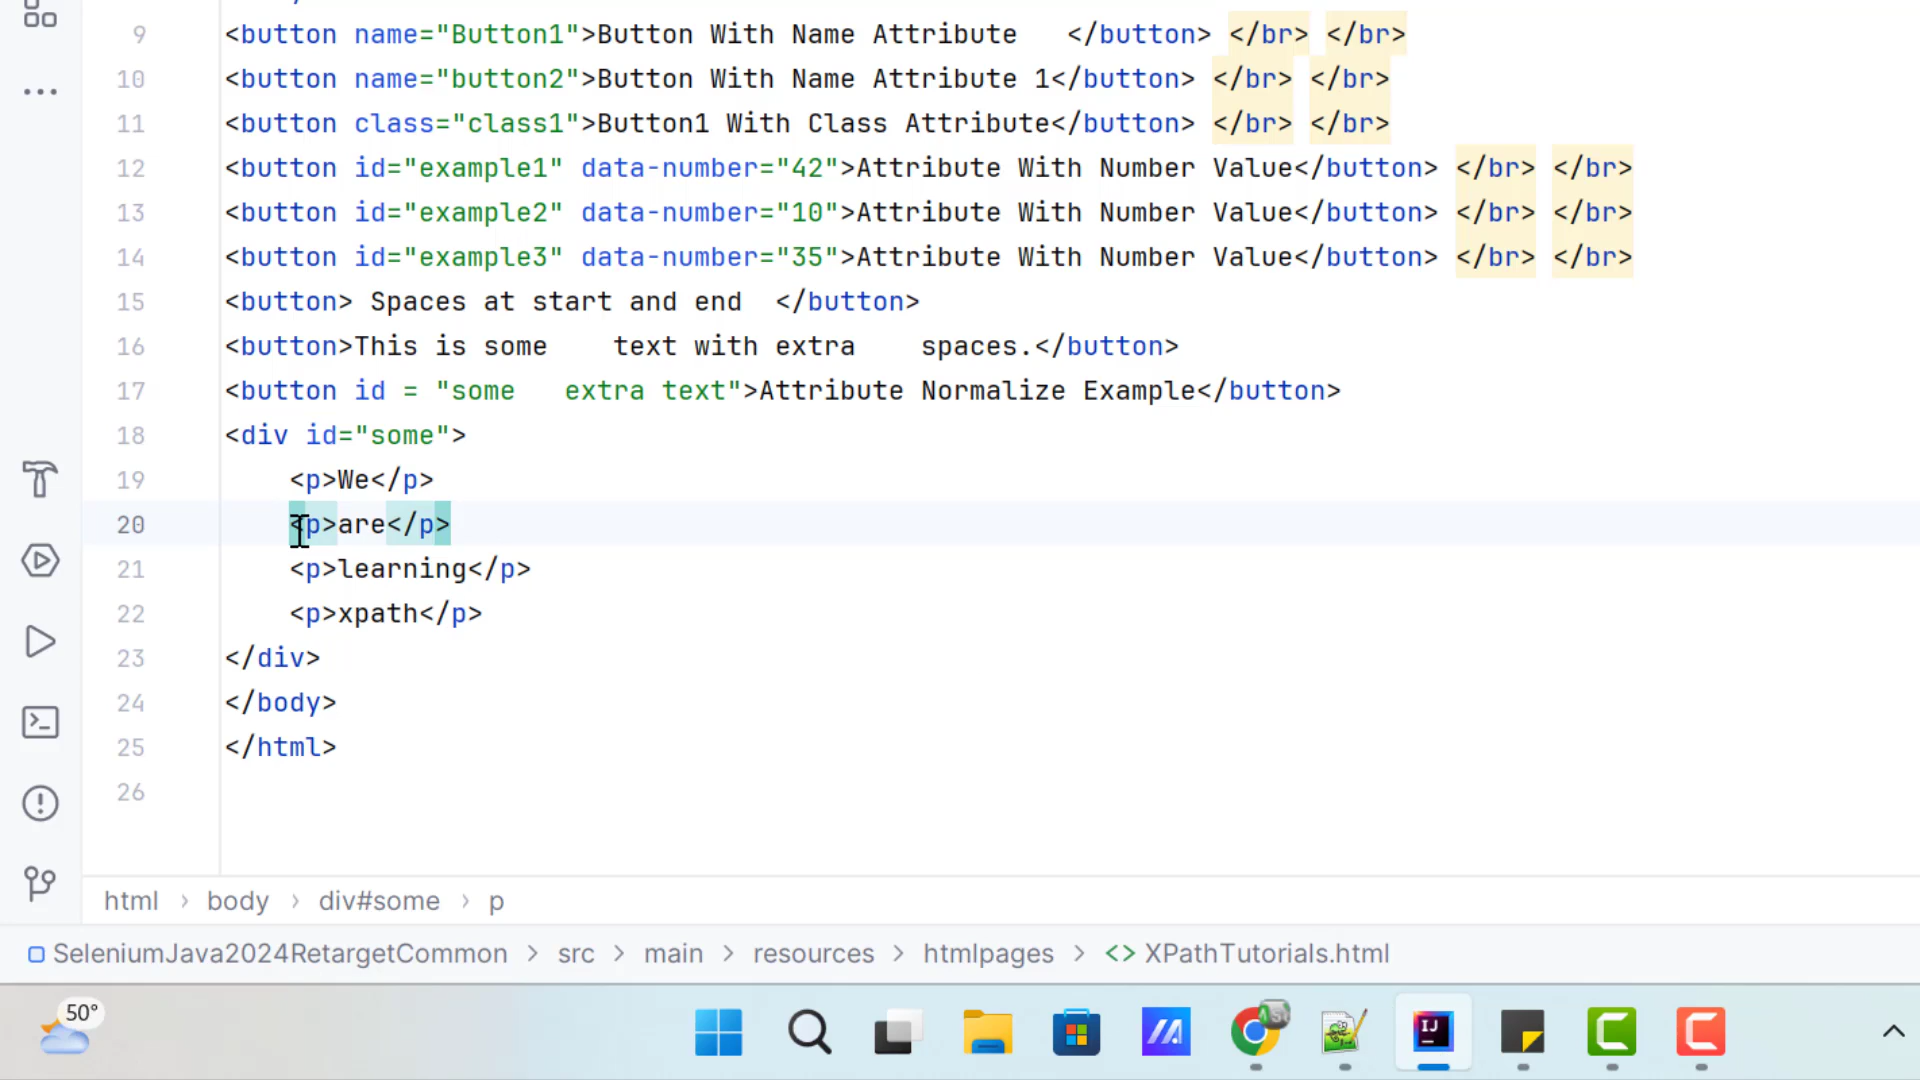 9 <button name="Button1">Button With Name Attribute   </button> </br> </br>
10 <button name="button2">Button With Name Attribute 1</button> </br> </br>
11 <button class="class1">Button1 With Class Attribute</button> </br> </br>
12 <button id="example1" data-number="42">Attribute With Number Value</button> </br> </br>
13 <button id="example2" data-number="10">Attribute With Number Value</button> </br> </br>
14 <button id="example3" data-number="35">Attribute With Number Value</button> </br> </br>
15 <button> Spaces at start and end  </button>
16 <button>This is some    text with extra    spaces.</button>
17 <button id = "some   extra text">Attribute Normalize Example</button>
18 <div id="some">
19     <p>We</p>
20     <p>are</p>
21     <p>learning</p>
22     <p>xpath</p>
23 </div>
24 </body>
25 </html>
26
html > body > div#some > p
SeleniumJava2024RetargetCommon > src > main > resources > htmlpages > <> XPathTutorials.html
50°
IJ